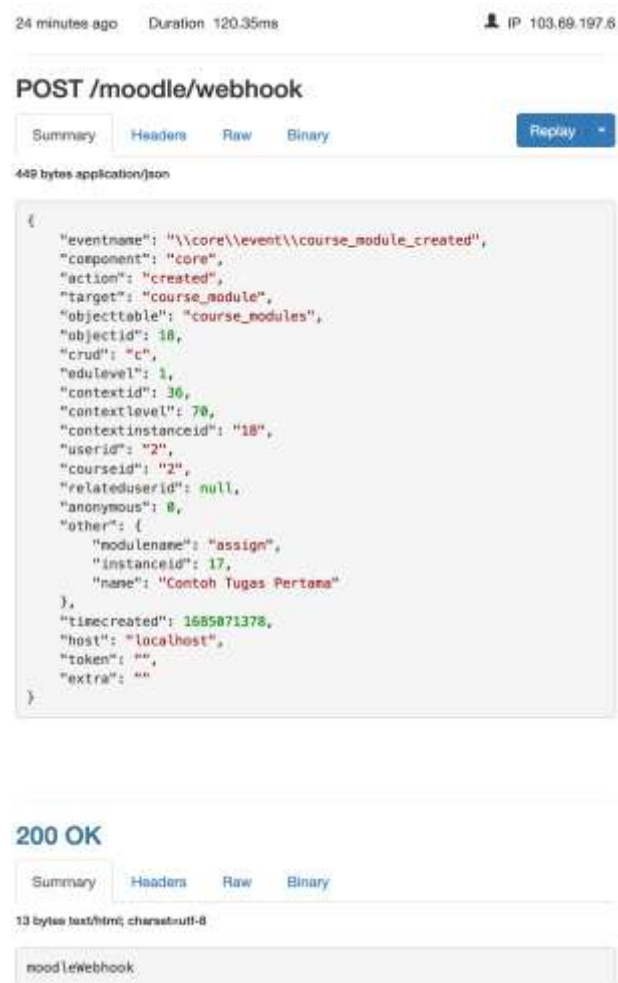 24 minutes ago Duration 120.35ms IP 103.69.197.6
POST /moodle/webhook
Summary Headers Raw Binary Replay
449 bytes application/json
{
"eventname": "\\core\\event\\course_module_created",
"component": "core",
"action": "created",
"target": "course_module",
"objecttable": "course_modules",
"objectid": 18,
"crud": "c",
"edulevel": 1,
"contextid": 36,
"contextlevel": 70,
"contextinstanceid": "18",
"userid": "2",
"courseid": "2",
"relateduserid": null,
"anonymous": 0,
"other": {
"modulename": "assign",
"instanceid": 17,
"name": "Contoh Tugas Pertama"
},
"timecreated": 1685071378,
"host": "localhost",
"token": "",
"extra": ""
}
200 OK
Summary Headers Raw Binary
13 bytes text/html; charset=utf-8
moodleWebhook